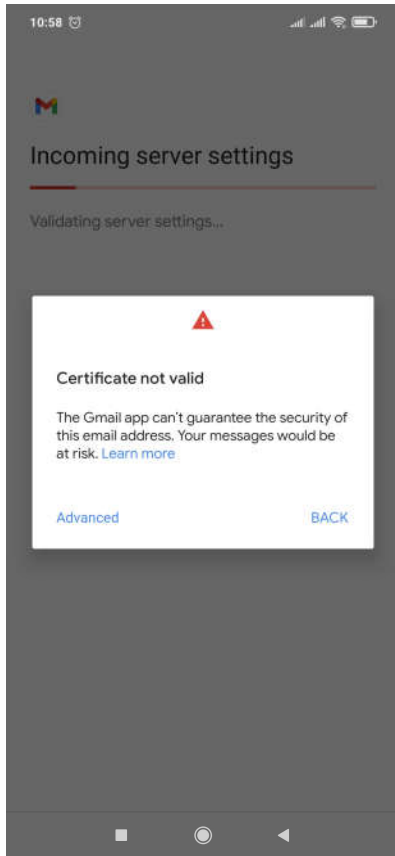 10:58
Incoming server settings
Validating server settings...
Certificate not valid
The Gmail app can't guarantee the security of
this email address. Your messages would be
at risk. Learn more
Advanced BACK